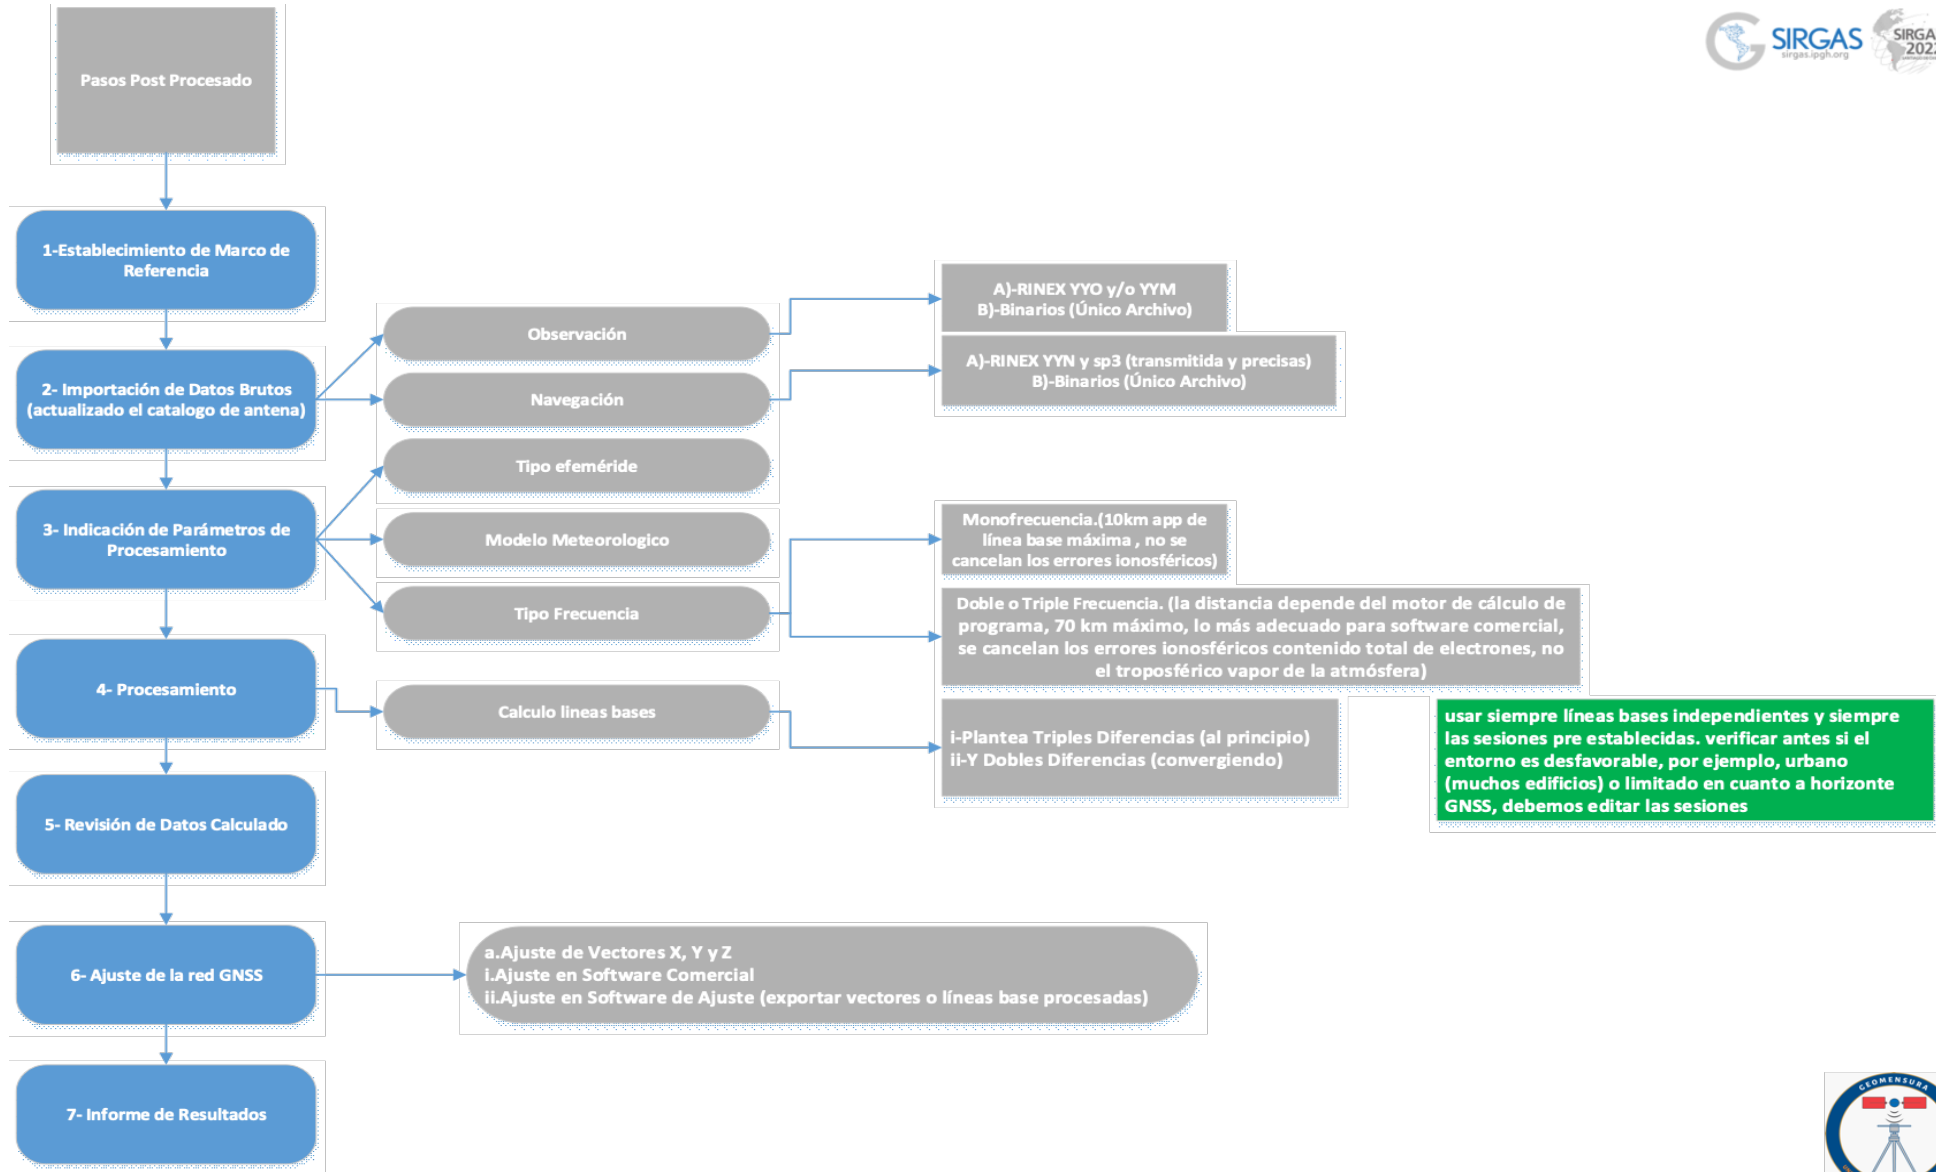 SIRGAS
sirgas.ipgh.org
Pasos Post Procesado
1-Establecimiento de Marco de
Referencia
2- Importación de Datos Brutos
(actualizado el catalogo de antena)
3- Indicación de Parámetros de
Procesamiento
4- Procesamiento
5- Revisión de Datos Calculado
6- Ajuste de la red GNSS
7- Informe de Resultados
Observación
Navegación
Tipo efeméride
Modelo Meteorologico
Tipo Frecuencia
Calculo lineas bases
A)-RINEX YYO y/o YYM
B)-Binarios (Único Archivo)
A)-RINEX YYN y sp3 (transmitida y precisas)
B)-Binarios (Único Archivo)
Monofrecuencia.(10km app de
línea base máxima , no se
cancelan los errores ionosféricos)
Doble o Triple Frecuencia. (la distancia depende del motor de cálculo de
programa, 70 km máximo, lo más adecuado para software comercial,
se cancelan los errores ionosféricos contenido total de electrones, no
el troposférico vapor de la atmósfera)
i-Plantea Triples Diferencias (al principio)
ii-Y Dobles Diferencias (convergiendo)
usar siempre líneas bases independientes y siempre
las sesiones pre establecidas. verificar antes si el
entorno es desfavorable, por ejemplo, urbano
(muchos edificios) o limitado en cuanto a horizonte
GNSS, debemos editar las sesiones
a.Ajuste de Vectores X, Y y Z
i.Ajuste en Software Comercial
ii.Ajuste en Software de Ajuste (exportar vectores o líneas base procesadas)
GEOMENSURA